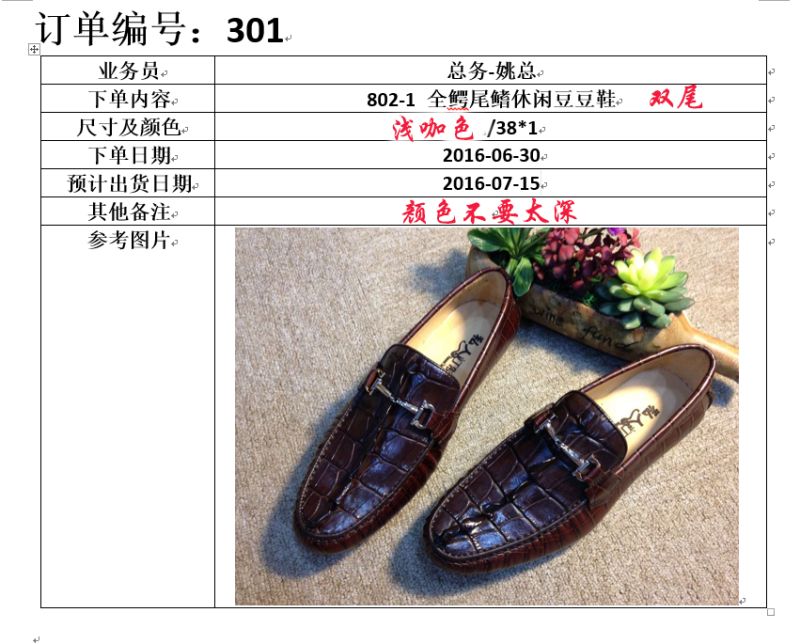 订单编号：301
业务员 总务-姚总
下单内容 802-1 全鳄尾鳍休闲豆豆鞋 双尾
尺寸及颜色 浅咖色 /38*1
下单日期 2016-06-30
预计出货日期 2016-07-15
其他备注 颜色不要太深
参考图片